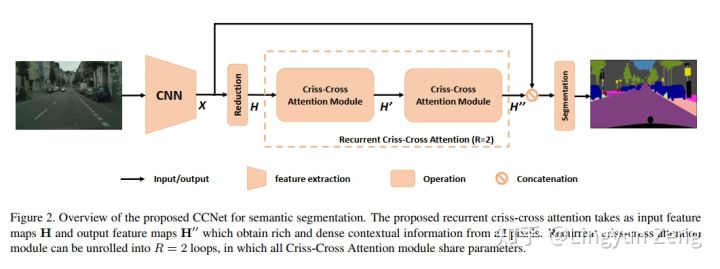 CNN
X
Reduction
H
Criss-Cross
Attention Module
H'
Criss-Cross
Attention Module
H''
Recurrent Criss-Cross Attention (R=2)
Segmentation
Input/output
feature extraction
Operation
Concatenation
Figure 2. Overview of the proposed CCNet for semantic segmentation. The proposed recurrent criss-cross attention takes as input feature
maps H and output feature maps H'' which obtain rich and dense contextual information from all pixels. Recurrent criss-cross attention
module can be unrolled into R = 2 loops, in which all Criss-Cross Attention module share parameters.
知乎 @Lingyun Zeng